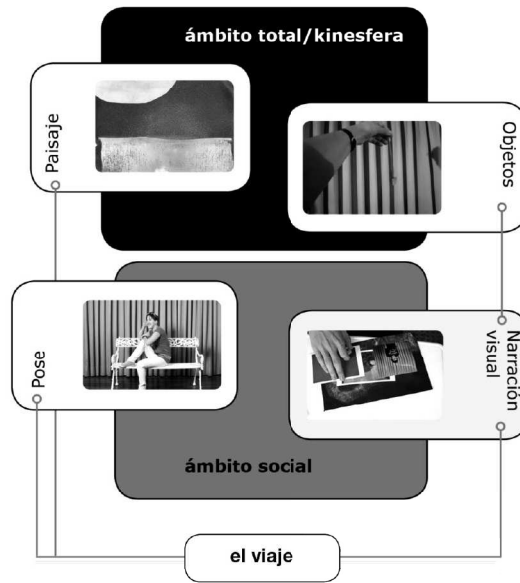 ámbito total/kinesfera
Paisaje
Objetos
Pose
Narración
visual
ámbito social
el viaje